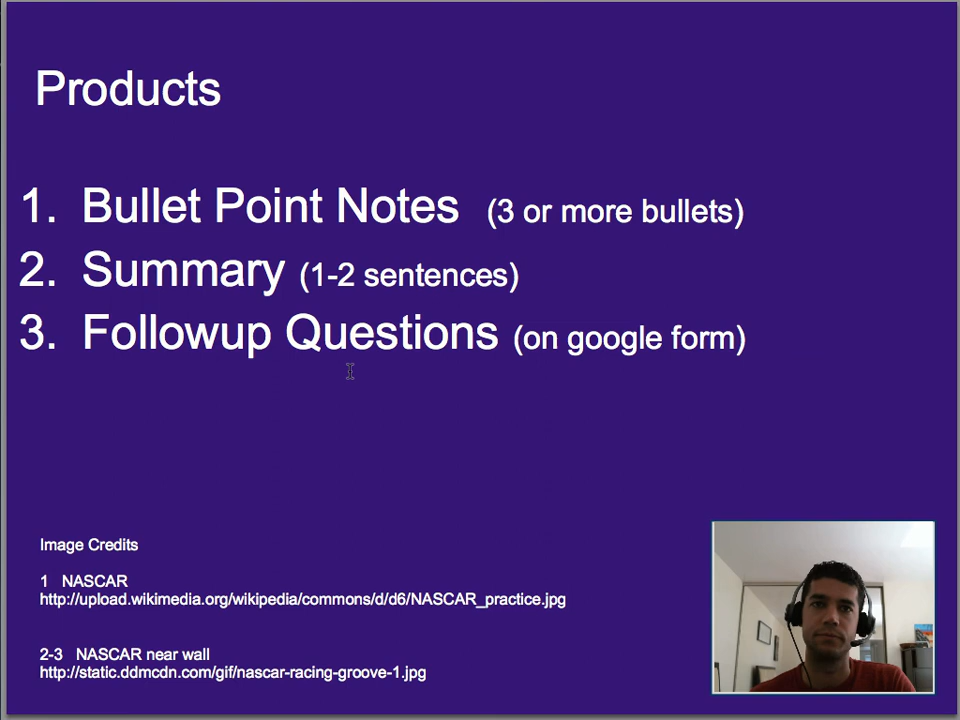 Products
1. Bullet Point Notes (3 or more bullets)
2. Summary (1-2 sentences)
3. Followup Questions (on google form)
Image Credits
1 NASCAR
http://upload.wikimedia.org/wikipedia/commons/d/d6/NASCAR_practice.jpg
2-3 NASCAR near wall
http://static.ddmcdn.com/gif/nascar-racing-groove-1.jpg